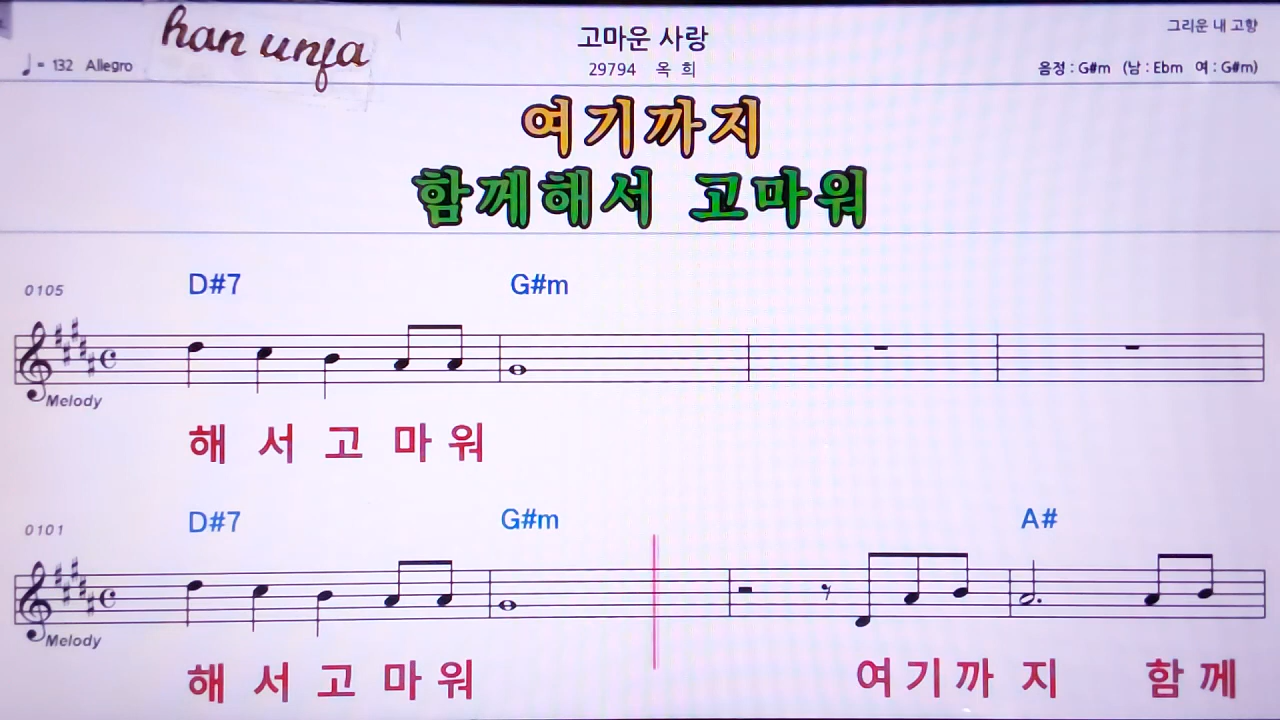 han unfa
고마운 사랑
그리운 내 고향
♩ = 132 Allegro
29794 옥 희
음정 : G#m (남 : Ebm 여 : G#m)
여기까지
함께해서 고마워
0105 D#7 G#m
Melody
해 서 고 마 워
0101 D#7 G#m A#
Melody
해 서 고 마 워 여 기 까 지 함 께